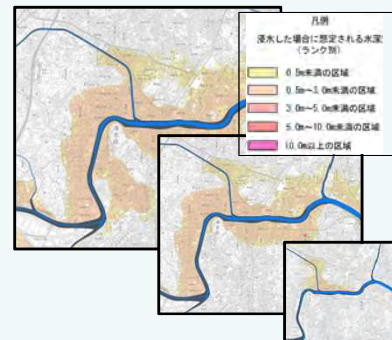 凡例
浸水した場合に想定される水深
(ランク別)
0.5m未満の区域
0.5m～3.0m未満の区域
3.0m～5.0m未満の区域
5.0m～10.0m未満の区域
10.0m以上の区域